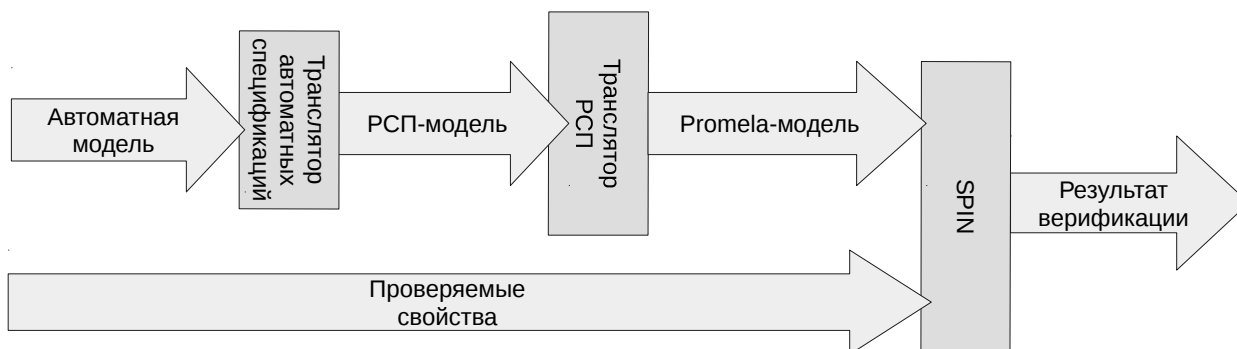 Автоматная
модель
Транслятор
автоматных
спецификаций
РСП-модель
Транслятор
РСП
Promela-модель
SPIN
Результат
верификации
Проверяемые
свойства